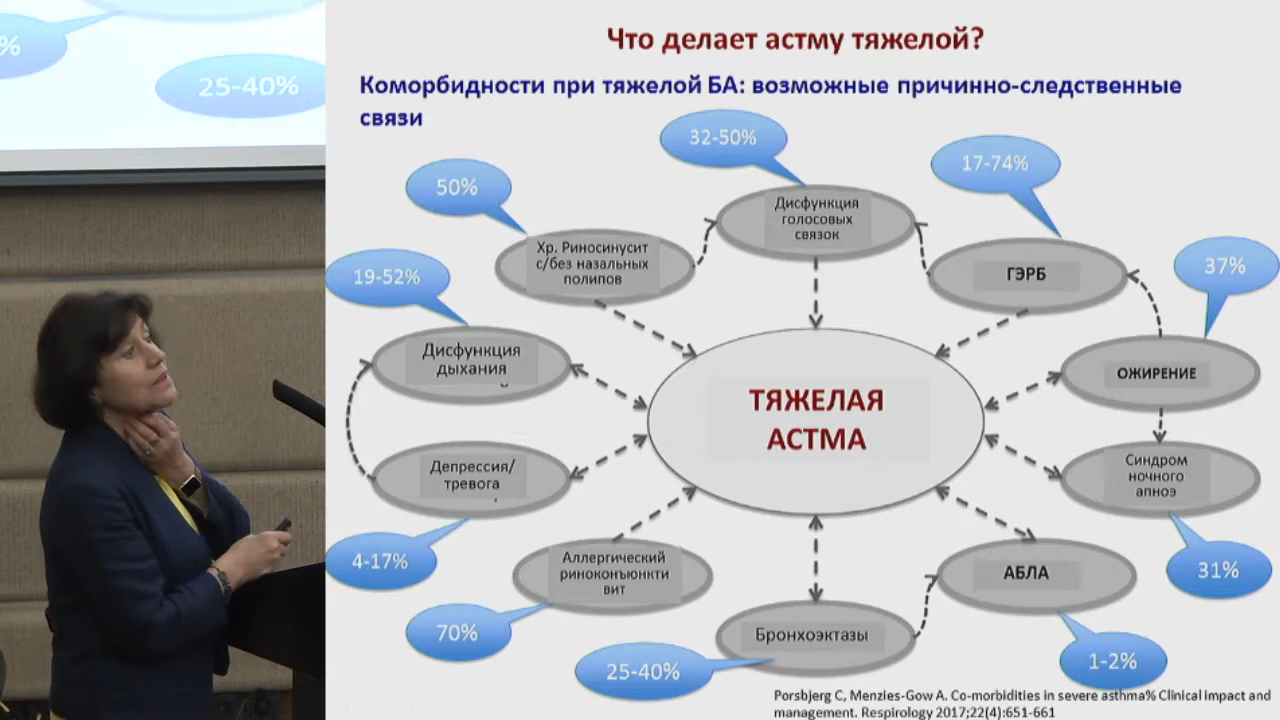 %
25-40%
Что делает астму тяжелой?
Коморбидности при тяжелой БА: возможные причинно-следственные
связи
32-50%
17-74%
50%
Дисфункция
голосовых
связок
Хр. Риносинусит
с/без назальных
полипов
ГЭРБ
37%
19-52%
Дисфункция
дыхания
ОЖИРЕНИЕ
ТЯЖЕЛАЯ
АСТМА
Депрессия/
тревога
Синдром
ночного
апноэ
4-17%
Аллергический
риноконъюнкти
вит
АБЛА
31%
70%
Бронхоэктазы
25-40%
1-2%
Porsbjerg C, Menzies-Gow A. Co-morbidities in severe asthma% Clinical impact and
management. Respirology 2017;22(4):651-661